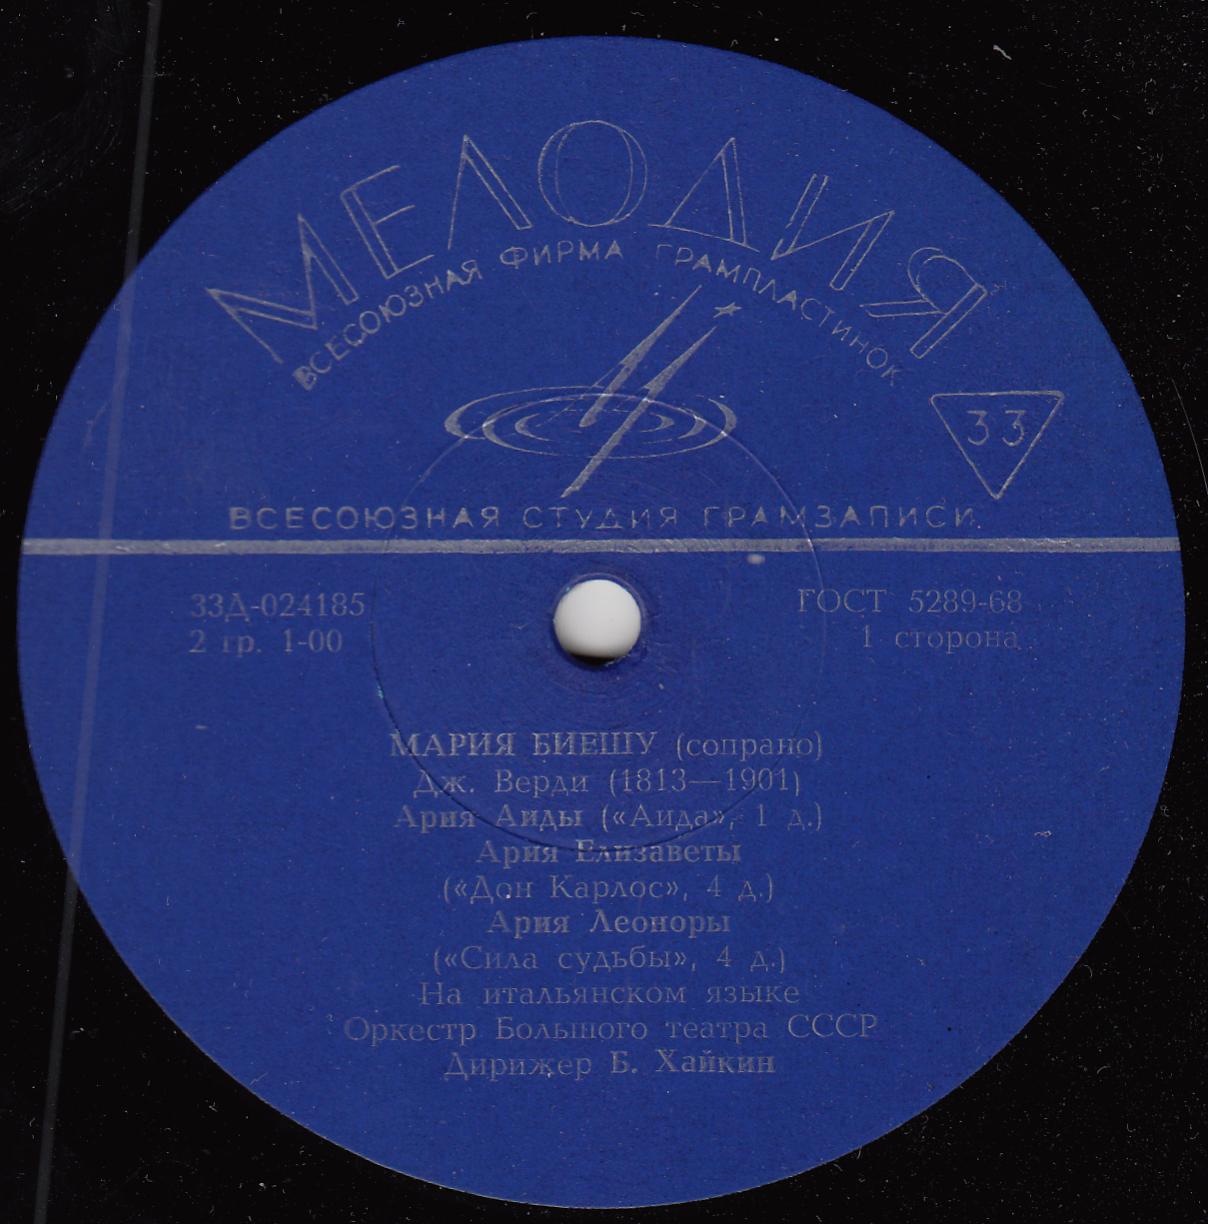 МЕЛОДИЯ
ВСЕСОЮЗНАЯ ФИРМА ГРАМПЛАСТИНОК
33
ВСЕСОЮЗНАЯ СТУДИЯ ГРАМЗАПИСИ
33Д-024185
ГОСТ 5289-68
2 гр. 1-00
1 сторона
МАРИЯ БИЕШУ (сопрано)
Дж. Верди (1813—1901)
Ария Аиды («Аида», 1 д.)
Ария Елизаветы
(«Дон Карлос», 4 д.)
Ария Леоноры
(«Сила судьбы», 4 д.)
На итальянском языке
Оркестр Большого театра СССР
Дирижер Б. Хайкин